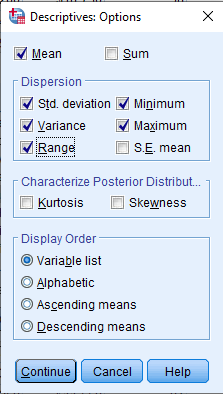 Descriptives: Options
Mean Sum
Dispersion
Std. deviation Minimum
Variance Maximum
Range S.E. mean
Characterize Posterior Distribut...
Kurtosis Skewness
Display Order
Variable list
Alphabetic
Ascending means
Descending means
Continue Cancel Help